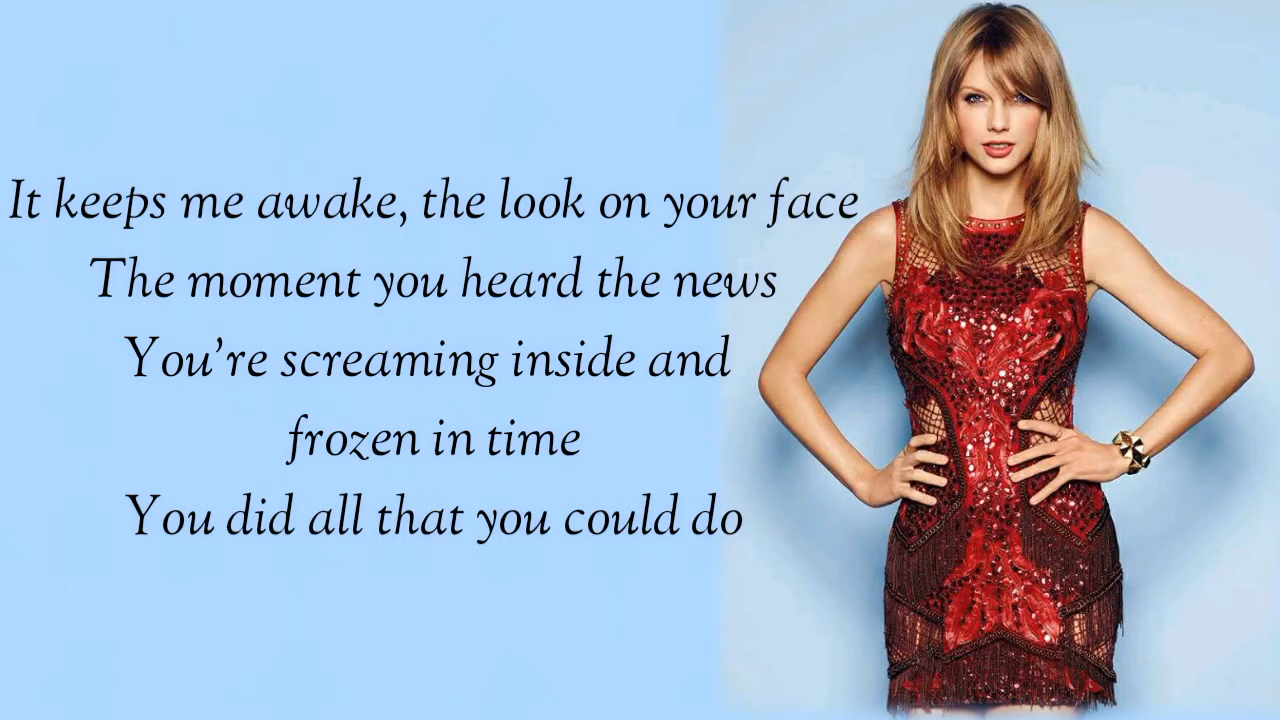 It keeps me awake, the look on your face
The moment you heard the news
You’re screaming inside and
frozen in time
You did all that you could do